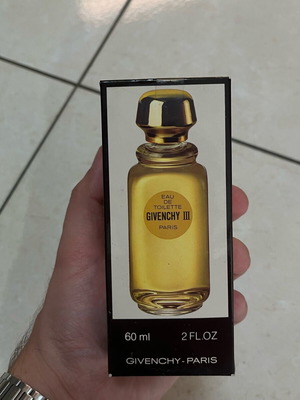 EAU
DE
TOILETTE
GIVENCHY III
PARIS
60 ml 2 FL.OZ
GIVENCHY-PARIS